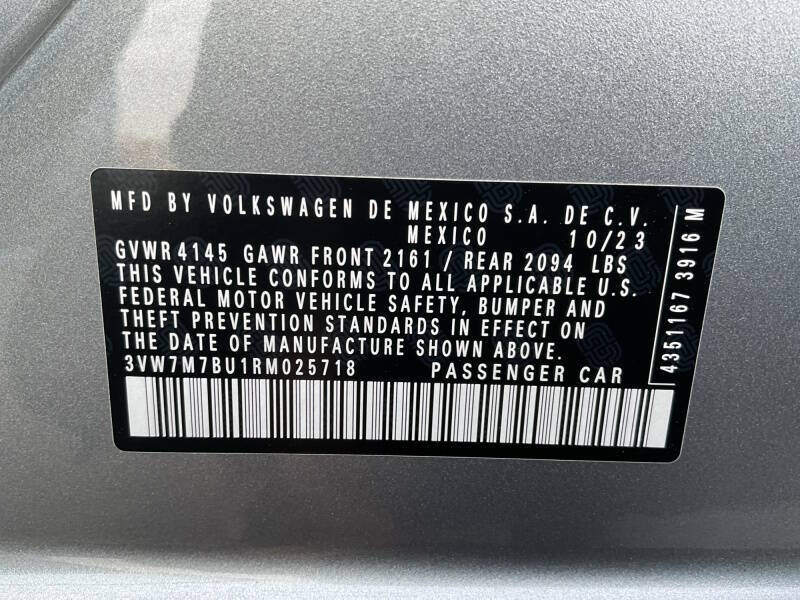 MFD BY VOLKSWAGEN DE MEXICO S.A. DE C.V.
MEXICO 10/23
GVWR 4145 GAWR FRONT 2161 / REAR 2094 LBS
THIS VEHICLE CONFORMS TO ALL APPLICABLE U.S.
FEDERAL MOTOR VEHICLE SAFETY, BUMPER AND
THEFT PREVENTION STANDARDS IN EFFECT ON
THE DATE OF MANUFACTURE SHOWN ABOVE.
3VW7M7BU1RM025718 PASSENGER CAR
4351167 3916 M